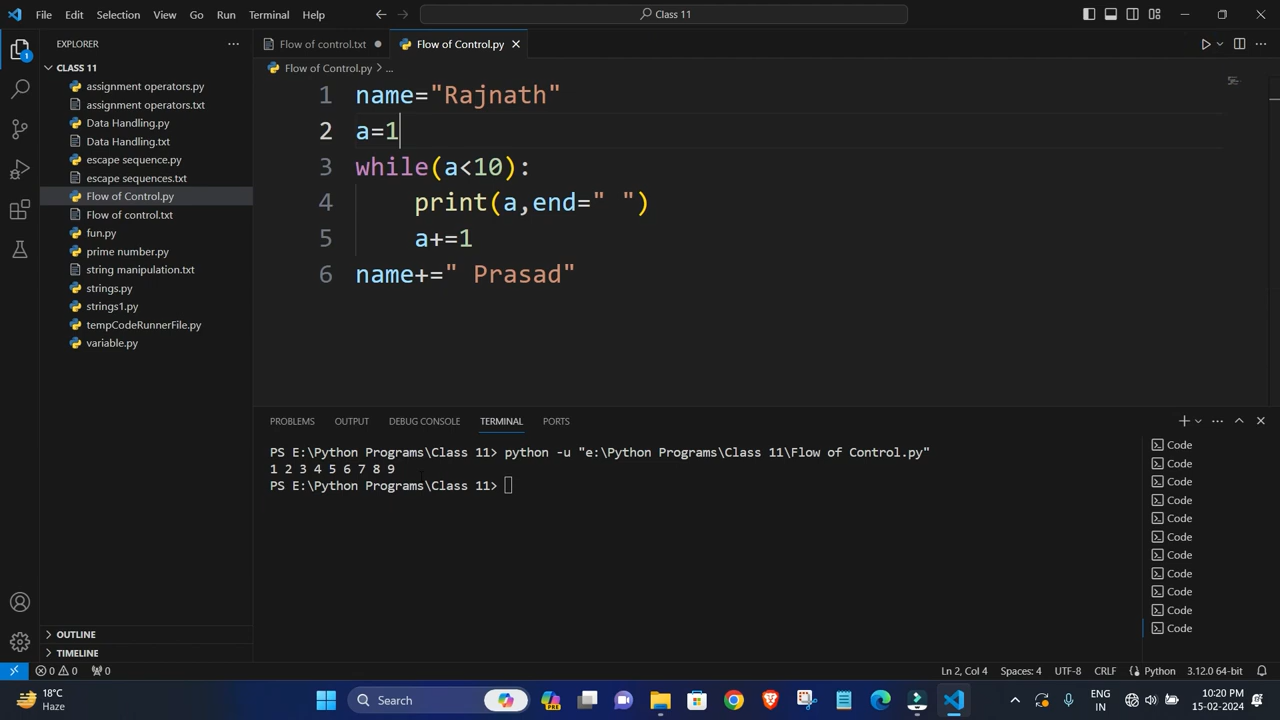 File Edit Selection View Go Run Terminal Help
Class 11
EXPLORER
Flow of control.txt
Flow of Control.py
CLASS 11
Flow of Control.py > ...
assignment operators.py
assignment operators.txt
Data Handling.py
Data Handling.txt
escape sequence.py
escape sequences.txt
Flow of Control.py
Flow of control.txt
fun.py
prime number.py
string manipulation.txt
strings.py
strings1.py
tempCodeRunnerFile.py
variable.py
1 name="Rajnath"
2 a=1
3 while(a<10):
4 print(a,end=" ")
5 a+=1
6 name+=" Prasad"
PROBLEMS OUTPUT DEBUG CONSOLE TERMINAL PORTS
PS E:\Python Programs\Class 11> python -u "e:\Python Programs\Class 11\Flow of Control.py"
1 2 3 4 5 6 7 8 9
PS E:\Python Programs\Class 11>
Code
Code
Code
Code
Code
Code
Code
Code
Code
Code
Code
OUTLINE
TIMELINE
1
0 0 0
Ln 2, Col 4 Spaces: 4 UTF-8 CRLF Python 3.12.0 64-bit
18°C
Haze
Search
PRE
ENG
IN
10:20 PM
15-02-2024